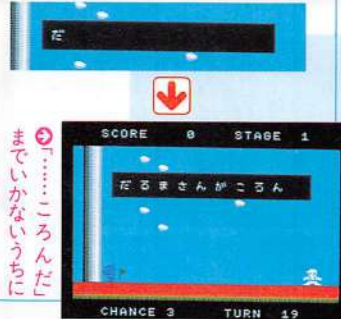 だ
SCORE 0 STAGE 1
だるまさんがころん
CHANCE 3 TURN 19
➔「……ころんだ」
までいかないうちに